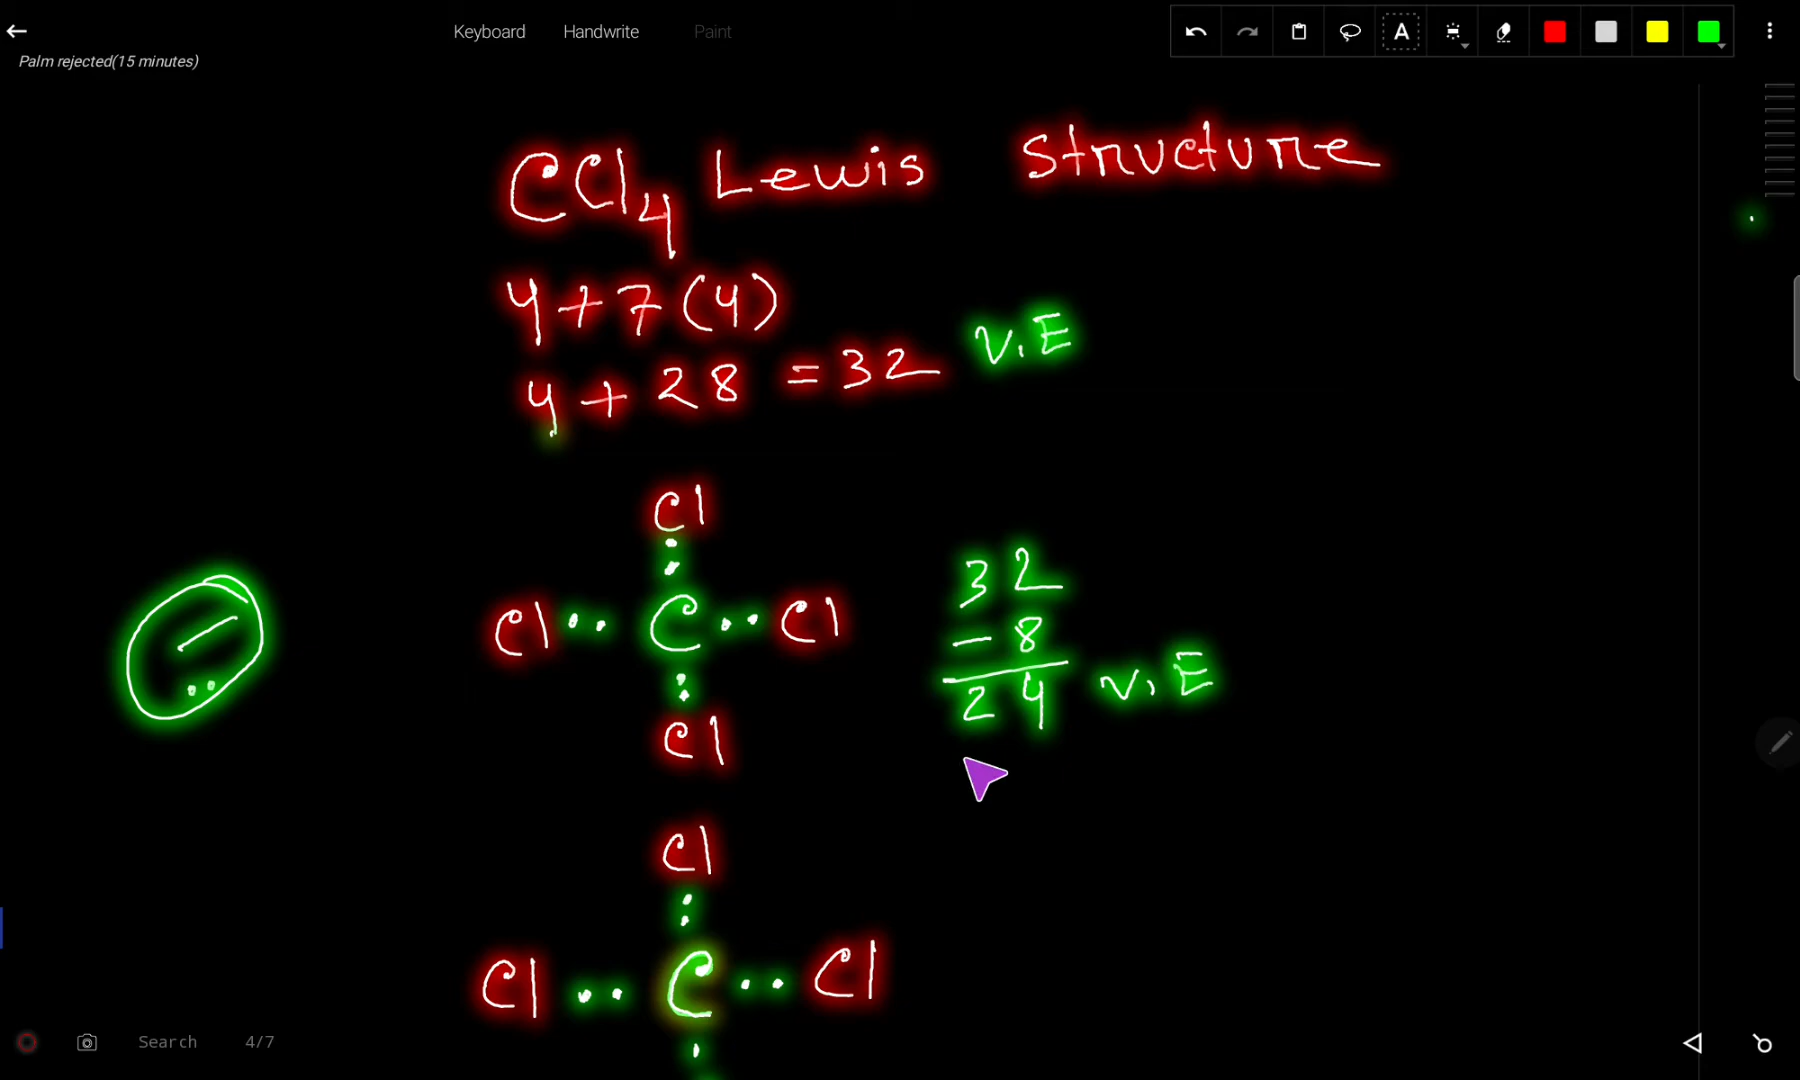 Keyboard Handwrite Paint
Palm rejected(15 minutes)
A
CCl4 Lewis Structure
4+7(4)
4+28 =32 V.E
Cl
Cl ·· C ·· Cl
Cl
32
- 8
24 V.E
Cl
Cl ·· C ·· Cl
Search 4/7